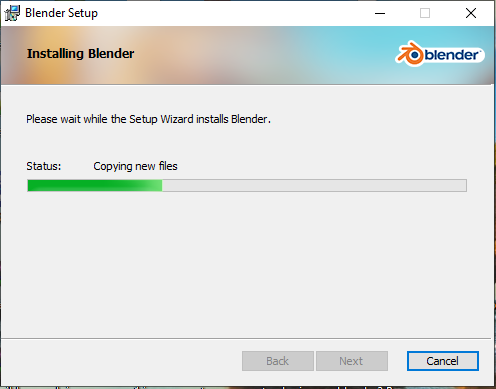 Blender Setup
Installing Blender
blender
Please wait while the Setup Wizard installs Blender.
Status: Copying new files
Back Next Cancel